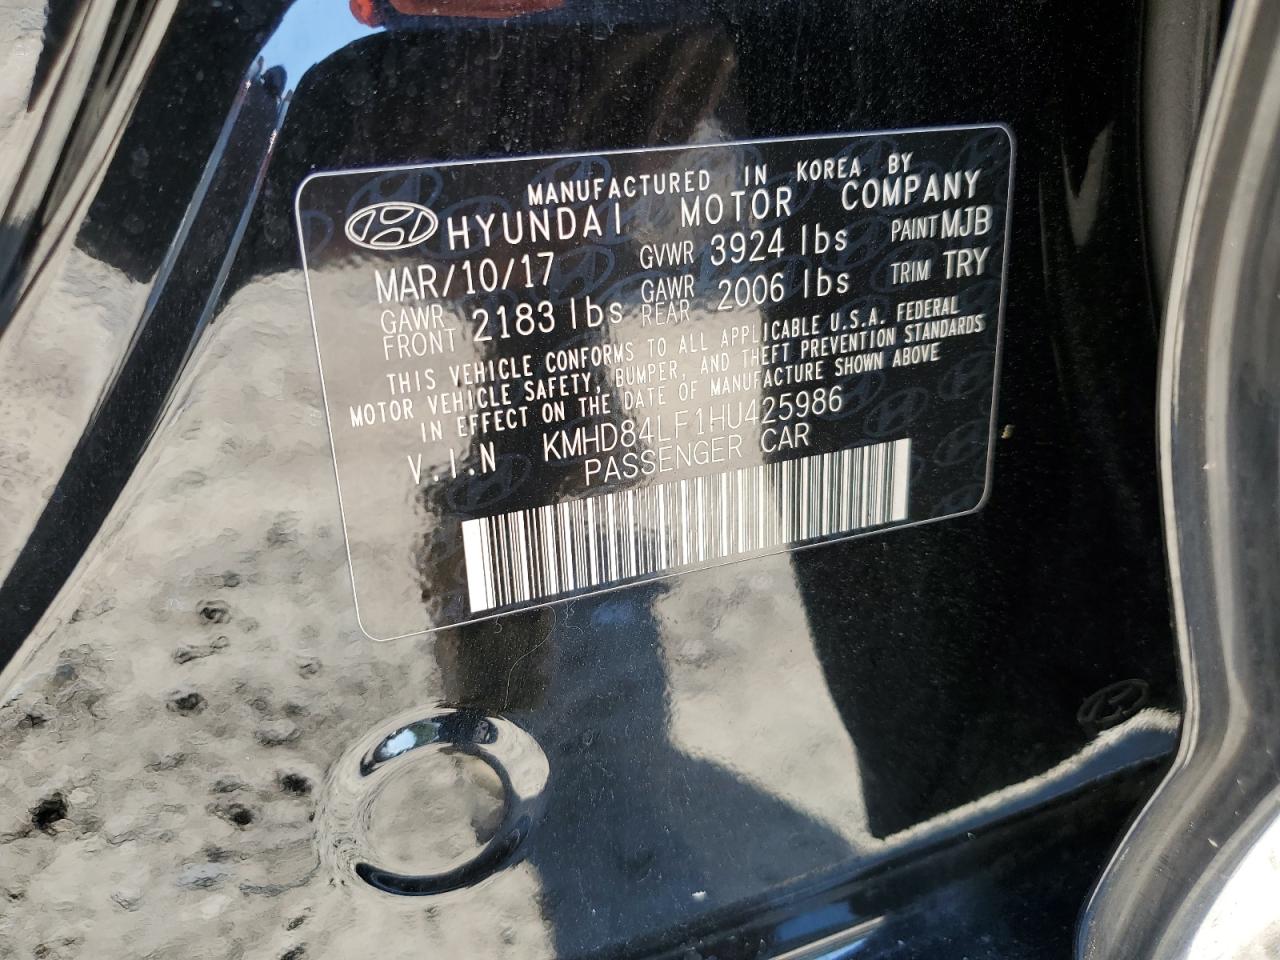 MANUFACTURED IN KOREA BY
HYUNDAI MOTOR COMPANY
MAR/10/17 GVWR 3924 lbs PAINT MJB
GAWR FRONT 2183 lbs GAWR REAR 2006 lbs TRIM TRY
THIS VEHICLE CONFORMS TO ALL APPLICABLE U.S.A. FEDERAL
MOTOR VEHICLE SAFETY, BUMPER, AND THEFT PREVENTION STANDARDS
IN EFFECT ON THE DATE OF MANUFACTURE SHOWN ABOVE
V.I.N KMHD84LF1HU425986
PASSENGER CAR